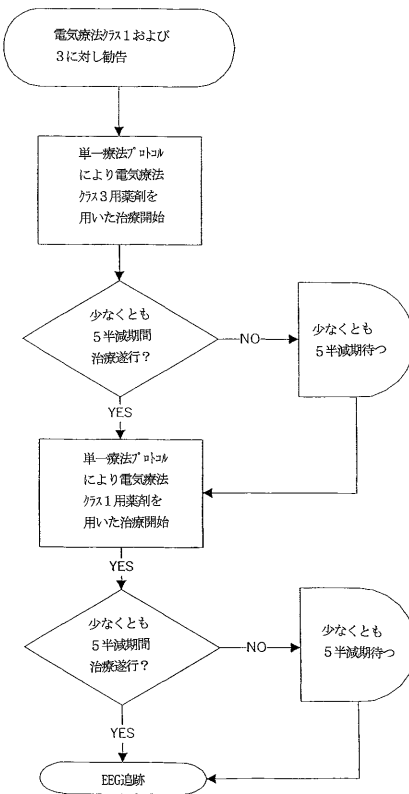 電気療法クラス１および
３に対し勧告
単一療法プロトコル
により電気療法
クラス３用薬剤を
用いた治療開始
少なくとも
５半減期間
治療遂行？
NO
少なくとも
５半減期待つ
YES
単一療法プロトコル
により電気療法
クラス１用薬剤を
用いた治療開始
YES
少なくとも
５半減期間
治療遂行？
NO
少なくとも
５半減期待つ
YES
EEG追跡